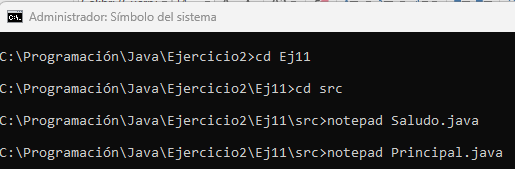 Administrador: Símbolo del sistema
C:\Programación\Java\Ejercicio2>cd Ej11
C:\Programación\Java\Ejercicio2\Ej11>cd src
C:\Programación\Java\Ejercicio2\Ej11\src>notepad Saludo.java
C:\Programación\Java\Ejercicio2\Ej11\src>notepad Principal.java